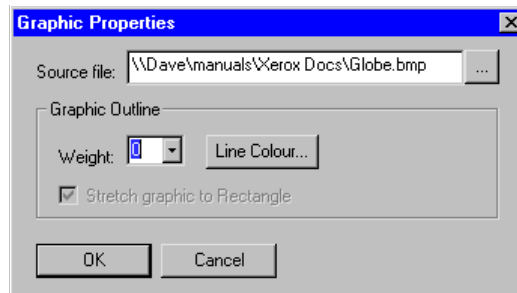 Graphic Properties
Source file: \\Dave\manuals\Xerox Docs\Globe.bmp ...
Graphic Outline
Weight: 0 Line Colour...
Stretch graphic to Rectangle
OK Cancel